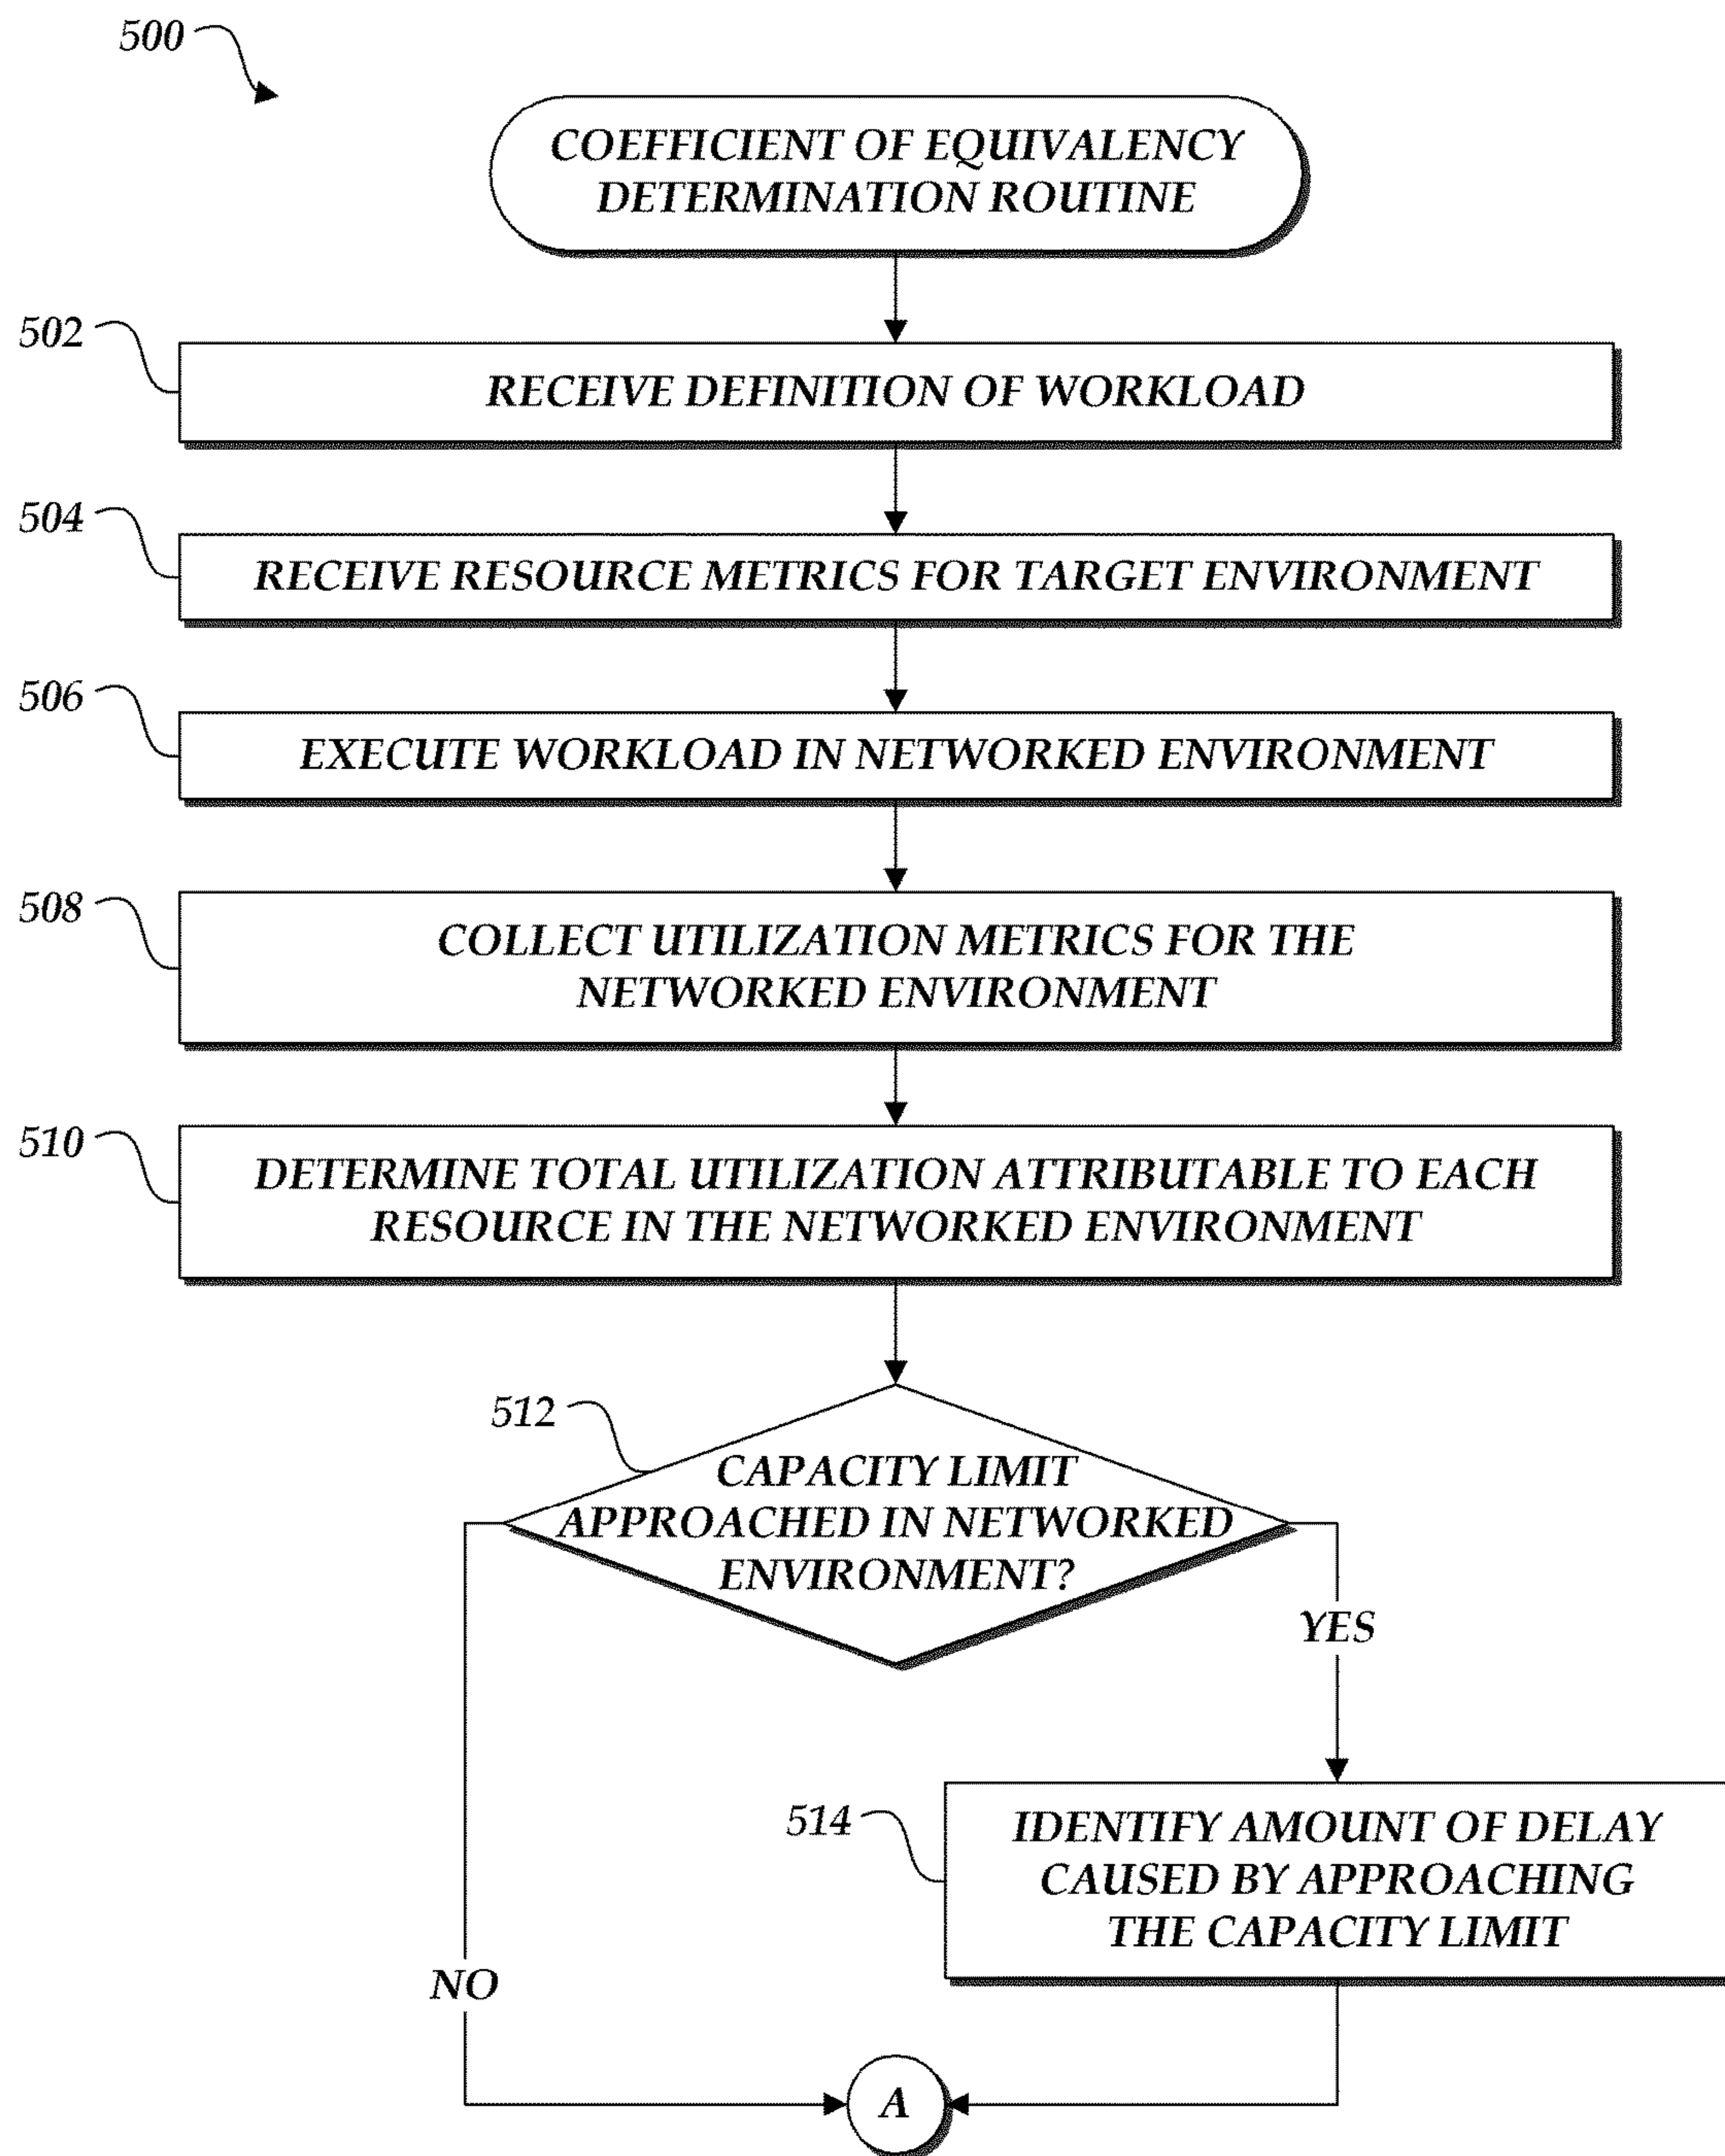 500
COEFFICIENT OF EQUIVALENCY
DETERMINATION ROUTINE
502
RECEIVE DEFINITION OF WORKLOAD
504
RECEIVE RESOURCE METRICS FOR TARGET ENVIRONMENT
506
EXECUTE WORKLOAD IN NETWORKED ENVIRONMENT
508
COLLECT UTILIZATION METRICS FOR THE
NETWORKED ENVIRONMENT
510
DETERMINE TOTAL UTILIZATION ATTRIBUTABLE TO EACH
RESOURCE IN THE NETWORKED ENVIRONMENT
512
CAPACITY LIMIT
APPROACHED IN NETWORKED
ENVIRONMENT?
YES
514
IDENTIFY AMOUNT OF DELAY
CAUSED BY APPROACHING
THE CAPACITY LIMIT
NO
A